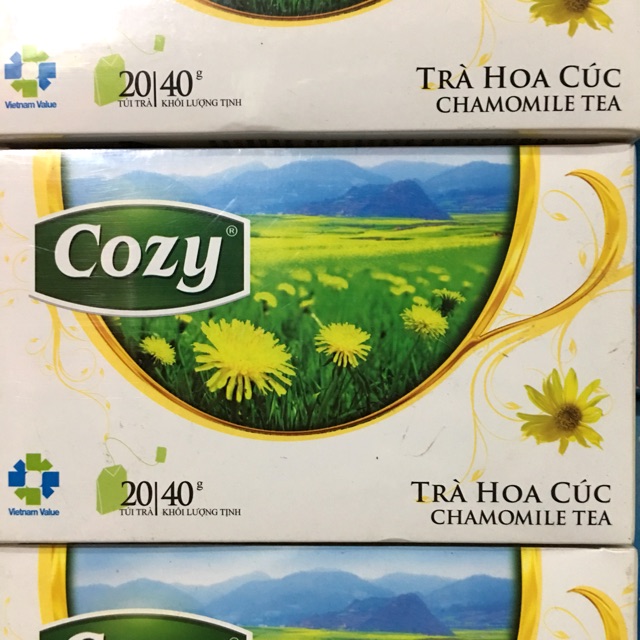 20|40g
TÚI TRÀ KHỐI LƯỢNG TỊNH
Vietnam Value
TRÀ HOA CÚC
CHAMOMILE TEA
Cozy®
Vietnam Value
20|40g
TÚI TRÀ KHỐI LƯỢNG TỊNH
TRÀ HOA CÚC
CHAMOMILE TEA
Cozy®